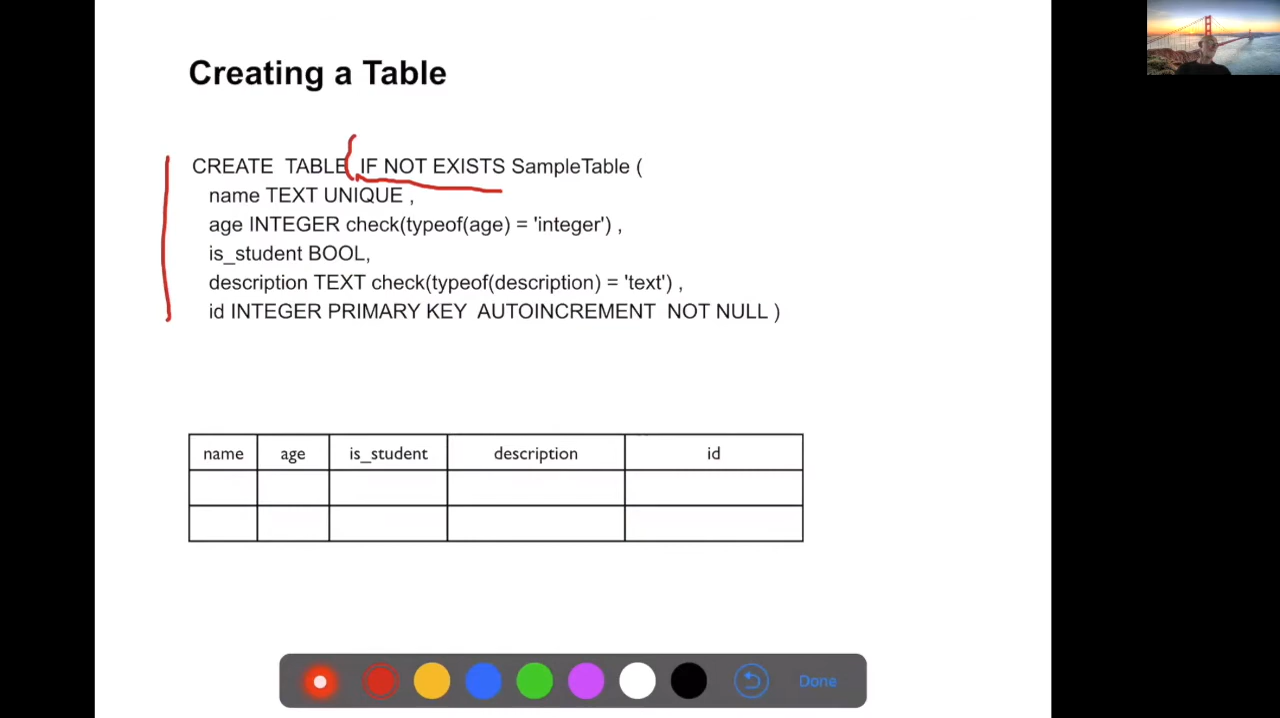 Creating a Table
CREATE TABLE IF NOT EXISTS SampleTable (
name TEXT UNIQUE ,
age INTEGER check(typeof(age) = 'integer') ,
is_student BOOL,
description TEXT check(typeof(description) = 'text') ,
id INTEGER PRIMARY KEY AUTOINCREMENT NOT NULL )
name age is_student description id
Done